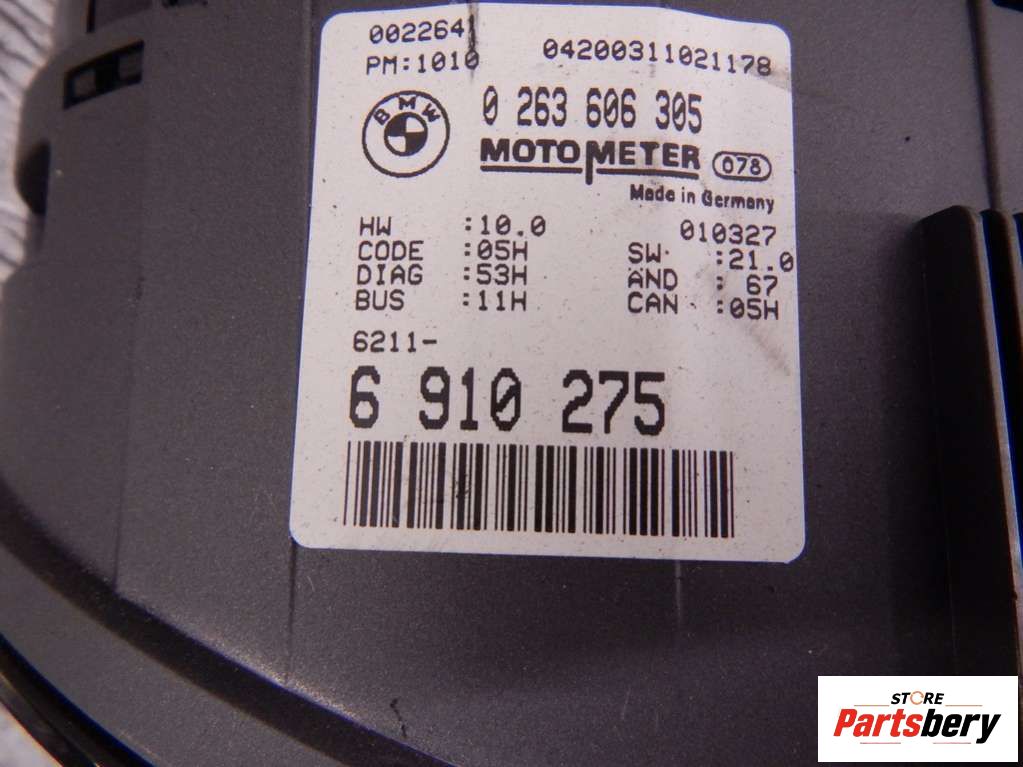 0022641
PM:1010 04200311021178
BMW
0 263 606 305
MOTOMETER 078
Made in Germany
HW :10.0 010327
CODE :05H SW. :21.0
DIAG :53H AND : 67
BUS :11H CAN :05H
6211-
6 910 275
STORE
Partsbery